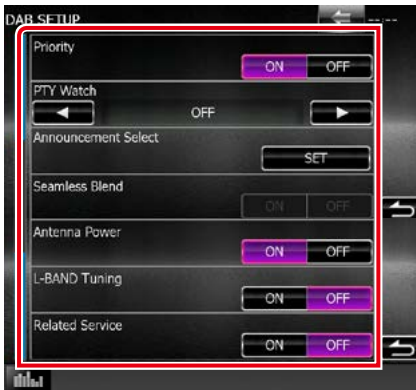 DAB SETUP
--:--
Priority
ON OFF
PTY Watch
OFF
Announcement Select
SET
Seamless Blend
ON OFF
Antenna Power
ON OFF
L-BAND Tuning
ON OFF
Related Service
ON OFF